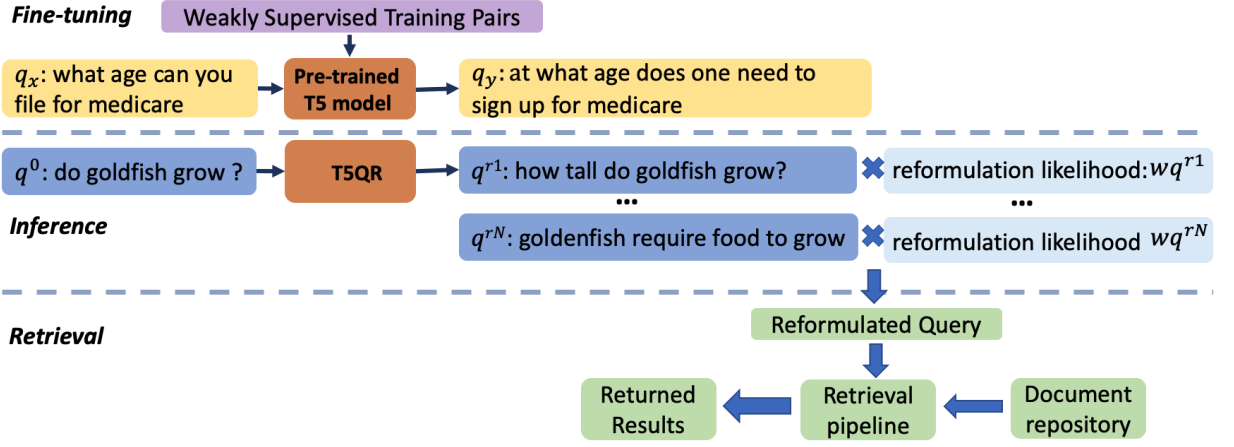 Fine-tuning
Weakly Supervised Training Pairs
q_x: what age can you
file for medicare
Pre-trained
T5 model
q_y: at what age does one need to
sign up for medicare
q^0: do goldfish grow ?
T5QR
q^{r1}: how tall do goldfish grow?
reformulation likelihood: wq^{r1}
...
...
Inference
q^{rN}: goldenfish require food to grow
reformulation likelihood wq^{rN}
Retrieval
Reformulated Query
Returned
Results
Retrieval
pipeline
Document
repository